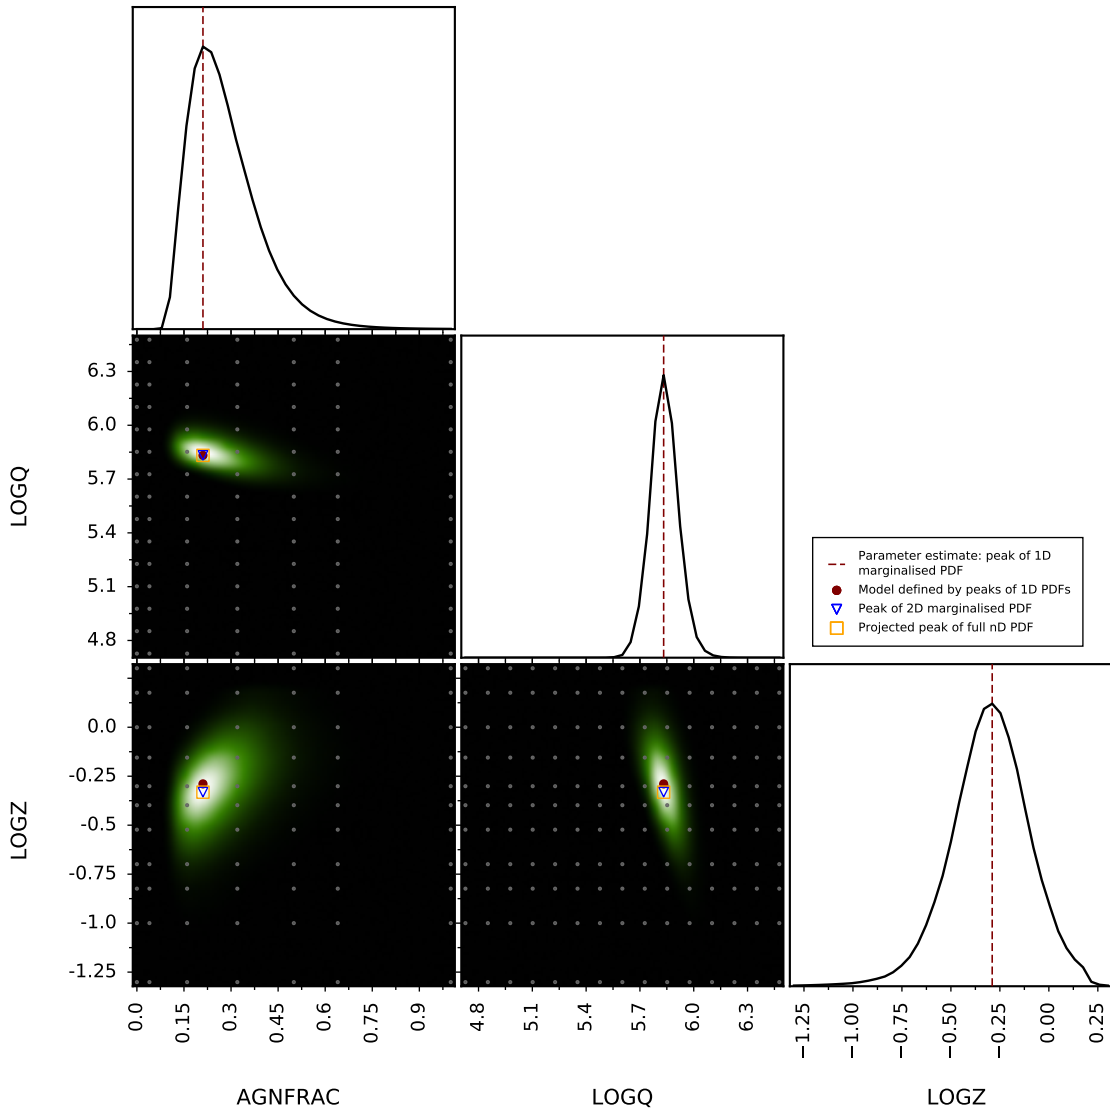 LOGQ
6.3
6.0
5.7
5.4
5.1
4.8
Parameter estimate: peak of 1D
marginalised PDF
Model defined by peaks of 1D PDFs
Peak of 2D marginalised PDF
Projected peak of full nD PDF
LOGZ
0.0
-0.25
-0.5
-0.75
-1.0
-1.25
0.0 0.15 0.3 0.45 0.6 0.75 0.9
4.8 5.1 5.4 5.7 6.0 6.3
−1.25 −1.00 −0.75 −0.50 −0.25 0.00 0.25
AGNFRAC LOGQ LOGZ